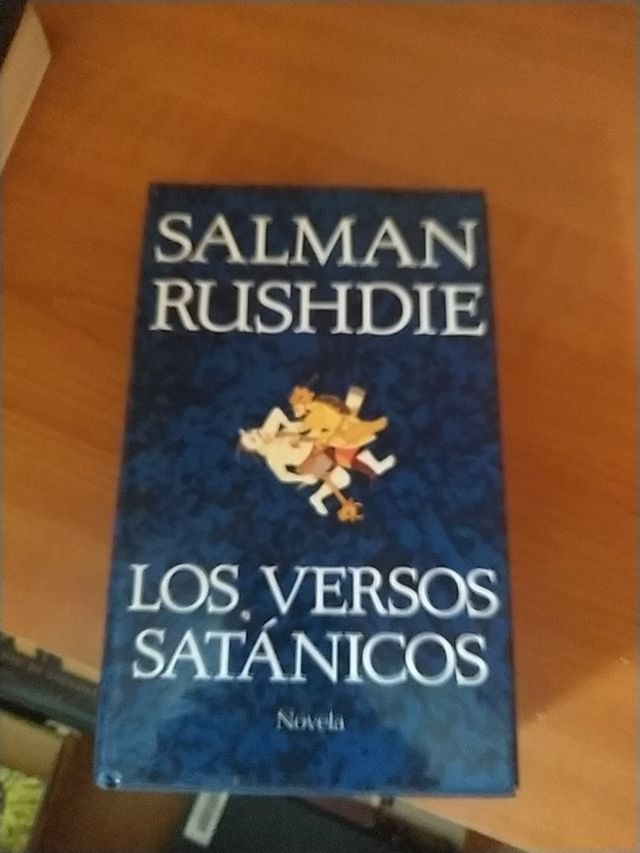 SALMAN
RUSHDIE
LOS VERSOS
SATÁNICOS
Novela